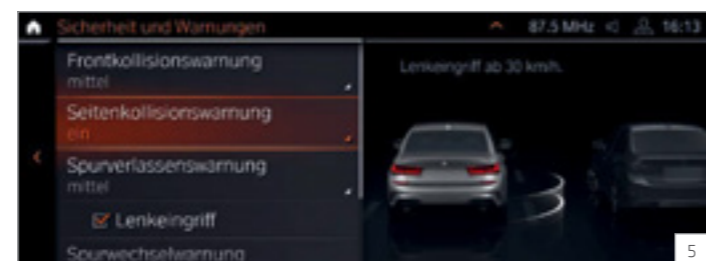 Sicherheit und Warnungen
87.5 MHz 16:13
Frontkollisionswarnung
mittel
Lenkeingriff ab 30 km/h.
Seitenkollisionswarnung
ein
Spurverlassenswarnung
mittel
Lenkeingriff
Spurwechselwarnung
5